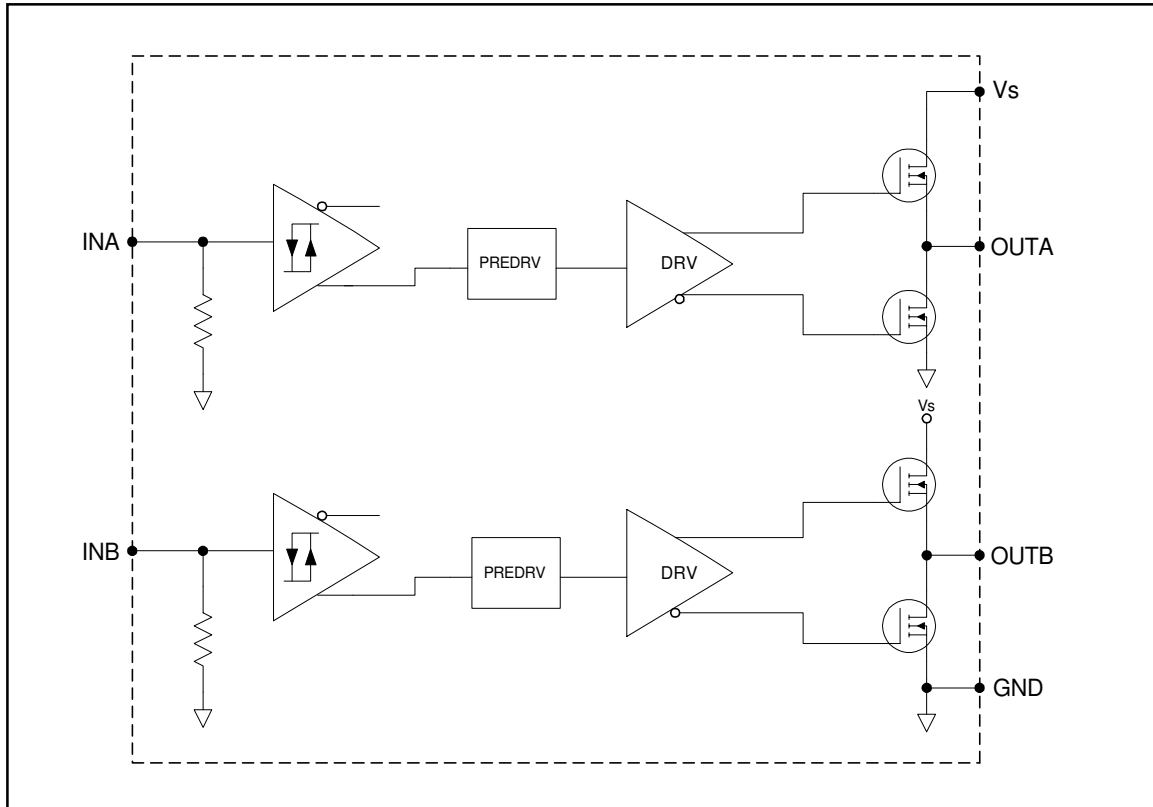 Vs
INA
PREDRV
DRV
OUTA
Vs
INB
PREDRV
DRV
OUTB
GND